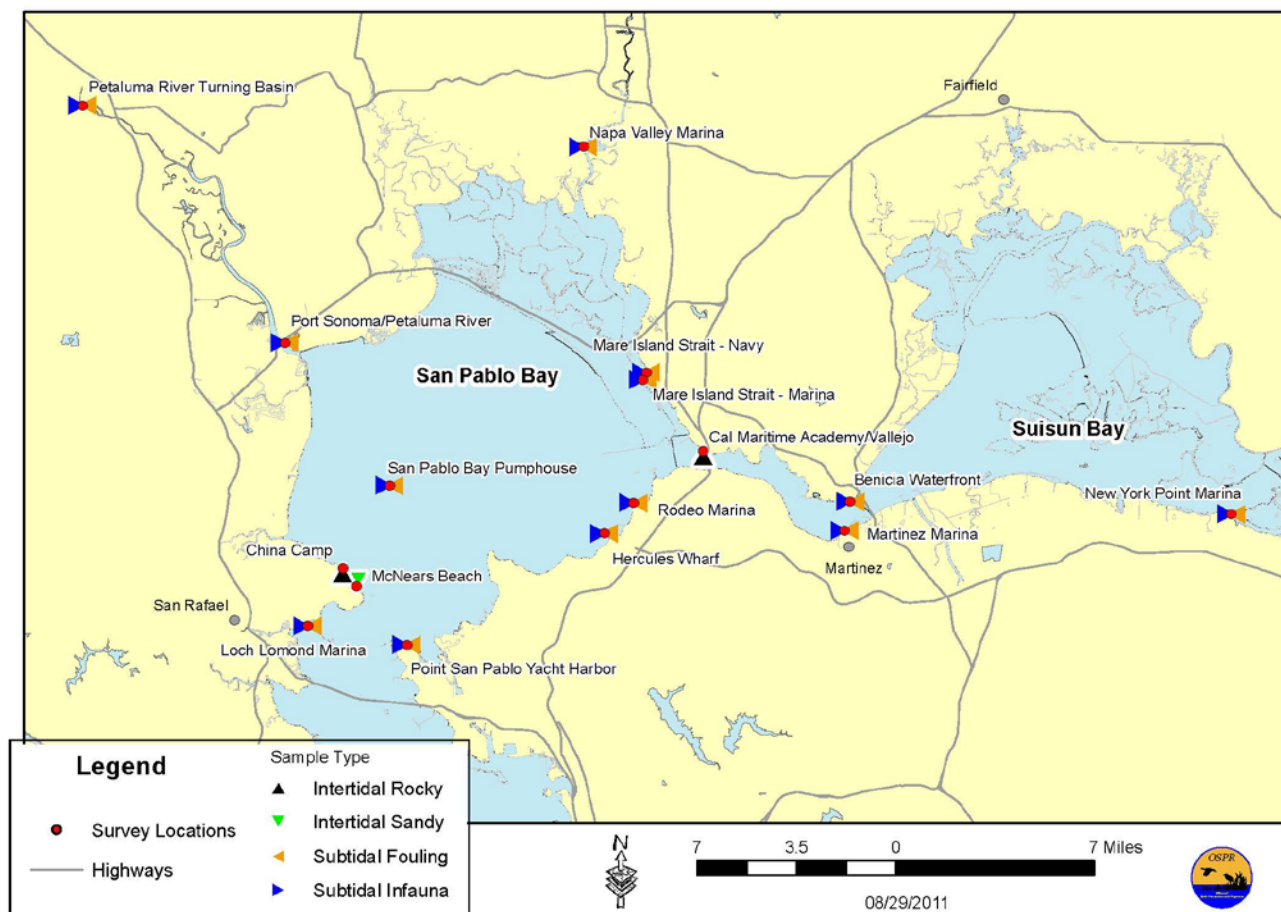 Petaluma River Turning Basin
Fairfield
Napa Valley Marina
Port Sonoma/Petaluma River
Mare Island Strait - Navy
San Pablo Bay
Mare Island Strait - Marina
Suisun Bay
Cal Maritime Academy/Vallejo
San Pablo Bay Pumphouse
Benicia Waterfront
New York Point Marina
Rodeo Marina
Martinez Marina
Hercules Wharf
Martinez
China Camp
McNears Beach
San Rafael
Loch Lomond Marina
Point San Pablo Yacht Harbor
Legend
Survey Locations
Highways
Sample Type
Intertidal Rocky
Intertidal Sandy
Subtidal Fouling
Subtidal Infauna
N
7 3.5 0 7 Miles
08/29/2011
OSPR